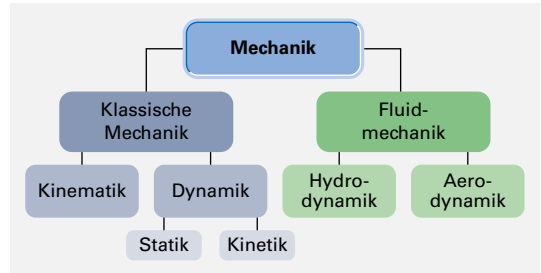 Mechanik
Klassische
Mechanik
Fluid-
mechanik
Kinematik
Dynamik
Hydro-
dynamik
Aero-
dynamik
Statik
Kinetik